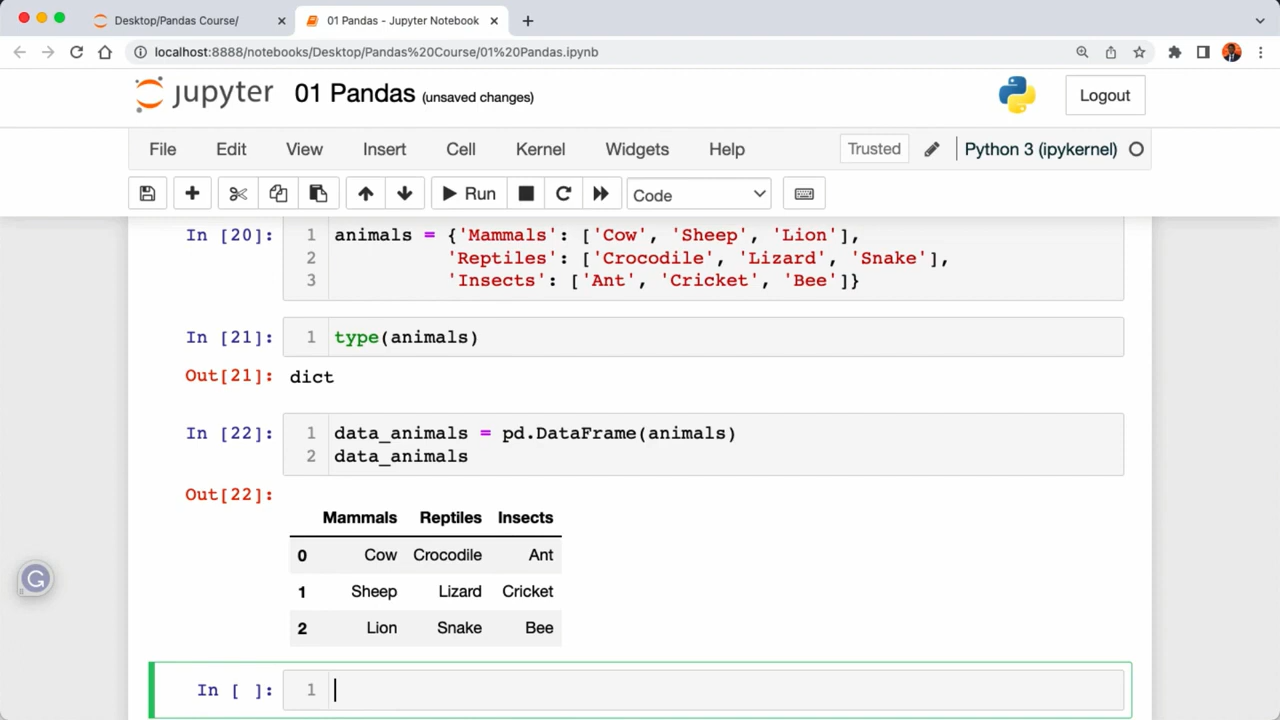 Desktop/Pandas Course/
01 Pandas - Jupyter Notebook
localhost:8888/notebooks/Desktop/Pandas%20Course/01%20Pandas.ipynb
jupyter 01 Pandas (unsaved changes) Logout
File Edit View Insert Cell Kernel Widgets Help Trusted Python 3 (ipykernel)
Run Code
In [20]: 1 animals = {'Mammals': ['Cow', 'Sheep', 'Lion'],
2 'Reptiles': ['Crocodile', 'Lizard', 'Snake'],
3 'Insects': ['Ant', 'Cricket', 'Bee']}
In [21]: 1 type(animals)
Out[21]: dict
In [22]: 1 data_animals = pd.DataFrame(animals)
2 data_animals
Out[22]:
Mammals Reptiles Insects
0 Cow Crocodile Ant
1 Sheep Lizard Cricket
2 Lion Snake Bee
In [ ]: 1